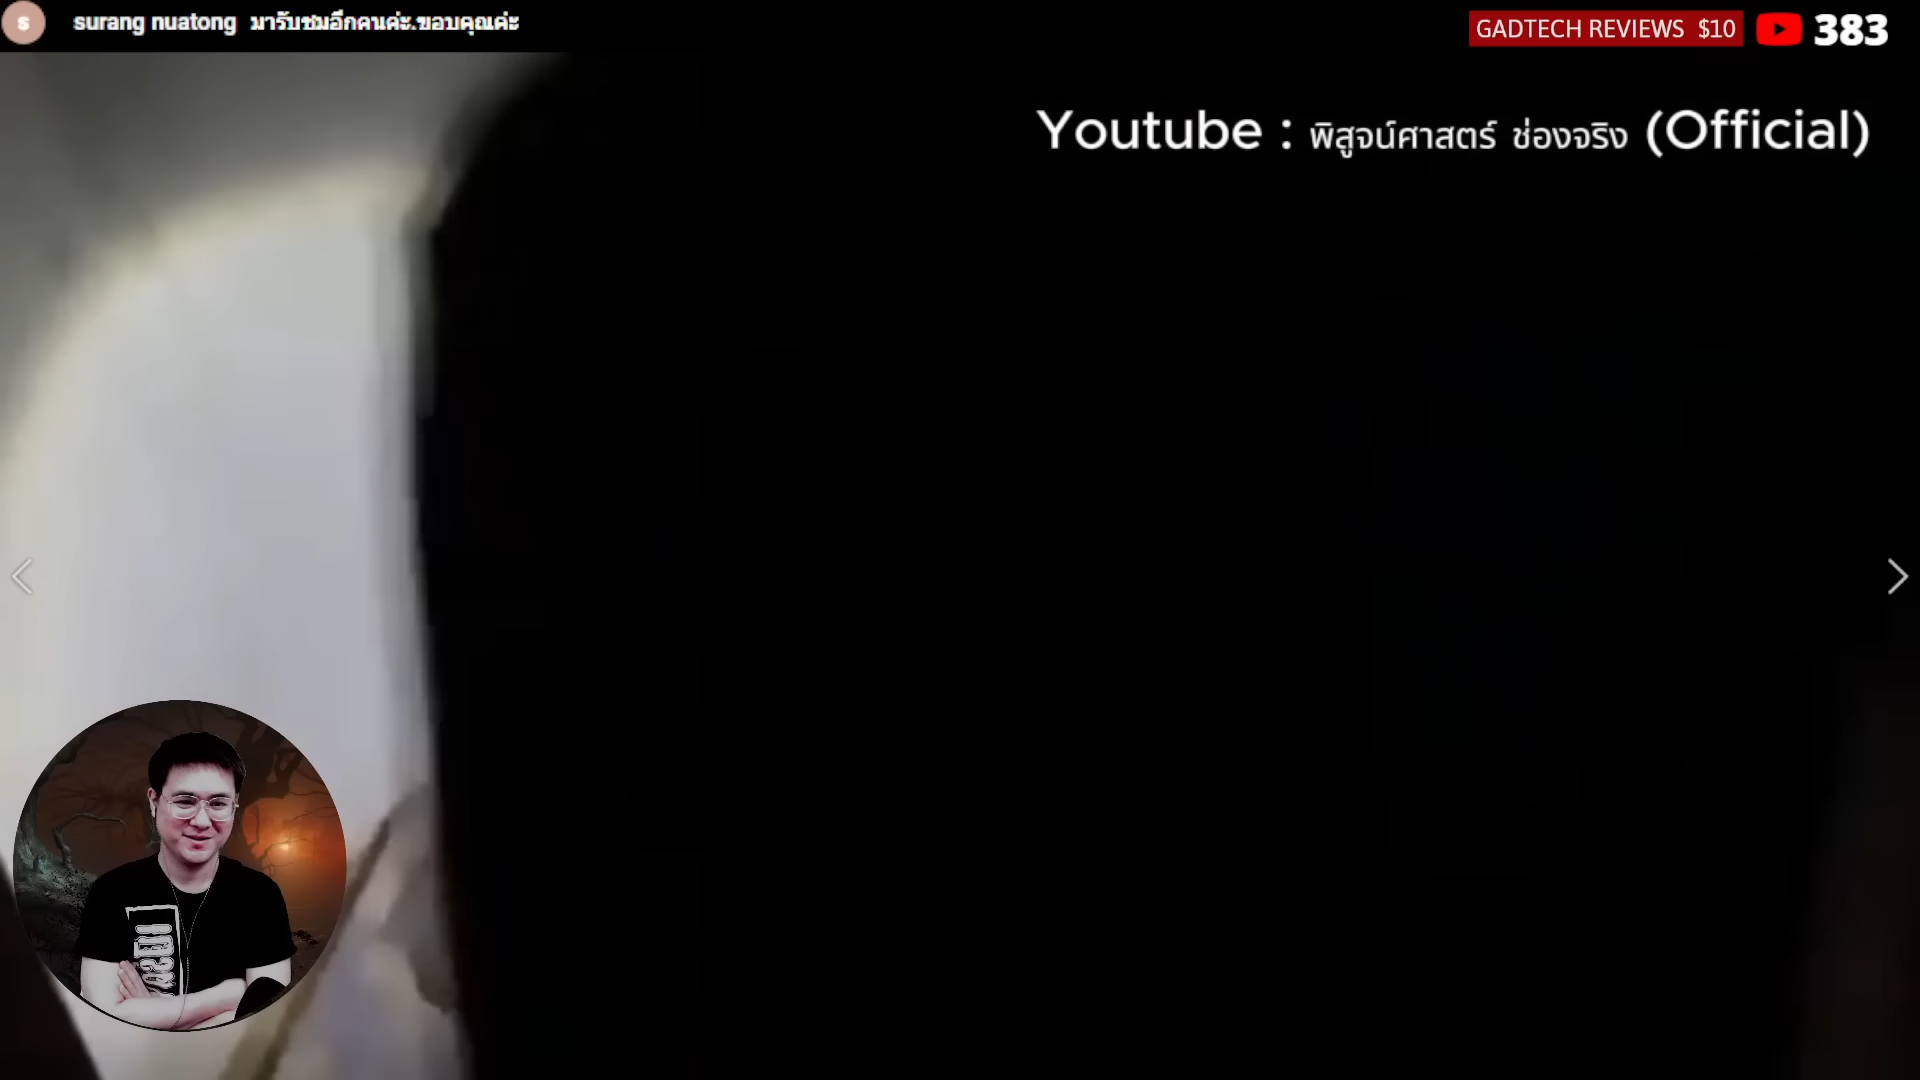 s surang nuatong มารับชมอีกคนค่ะ.ขอบคุณค่ะ
GADTECH REVIEWS $10 383
Youtube : พิสูจน์ศาสตร์ ช่องจริง (Official)